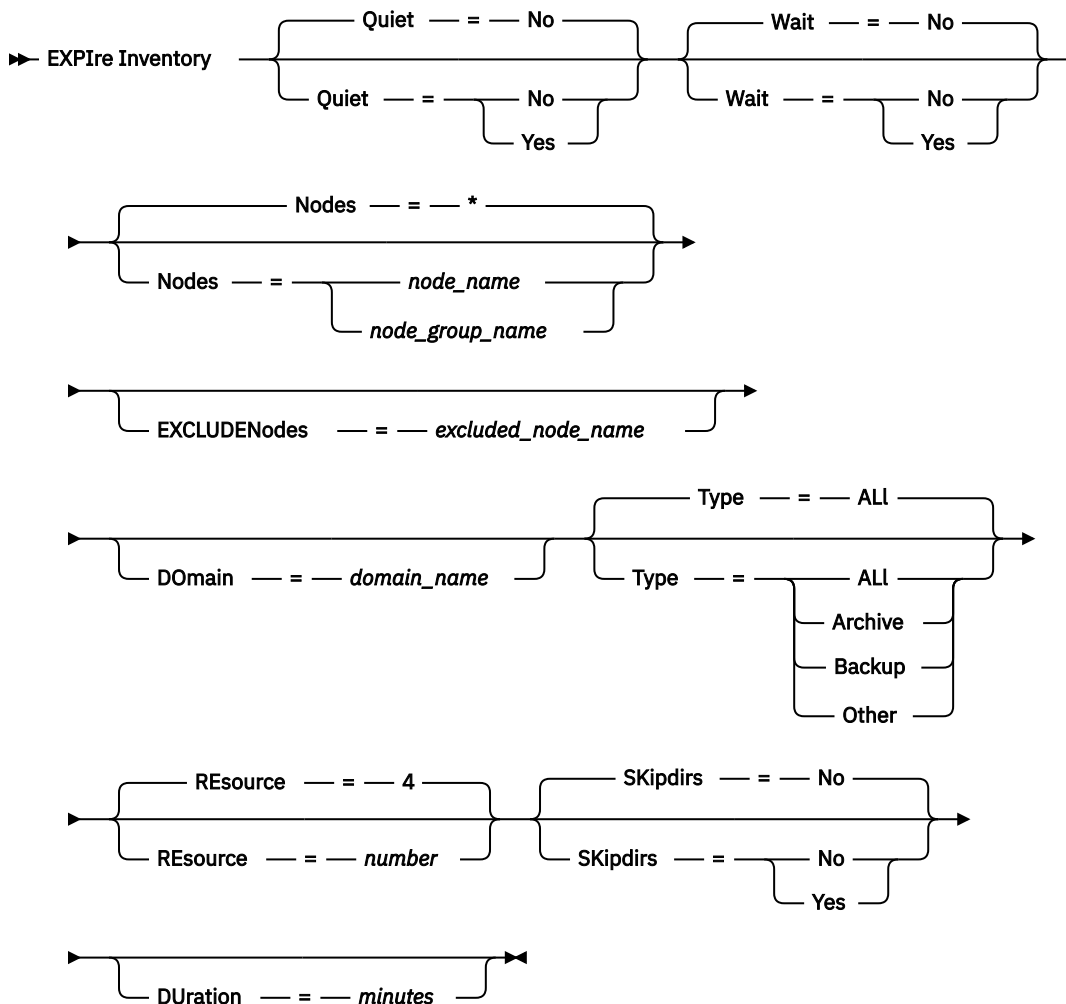 Quiet = No Wait = No
EXPIre Inventory
Quiet = No Wait = No
Yes Yes
Nodes = *
Nodes = node_name
node_group_name
EXCLUDENodes = excluded_node_name
Type = ALl
DOmain = domain_name Type = ALl
Archive
Backup
Other
REsource = 4 SKipdirs = No
REsource = number SKipdirs = No
Yes
DUration = minutes